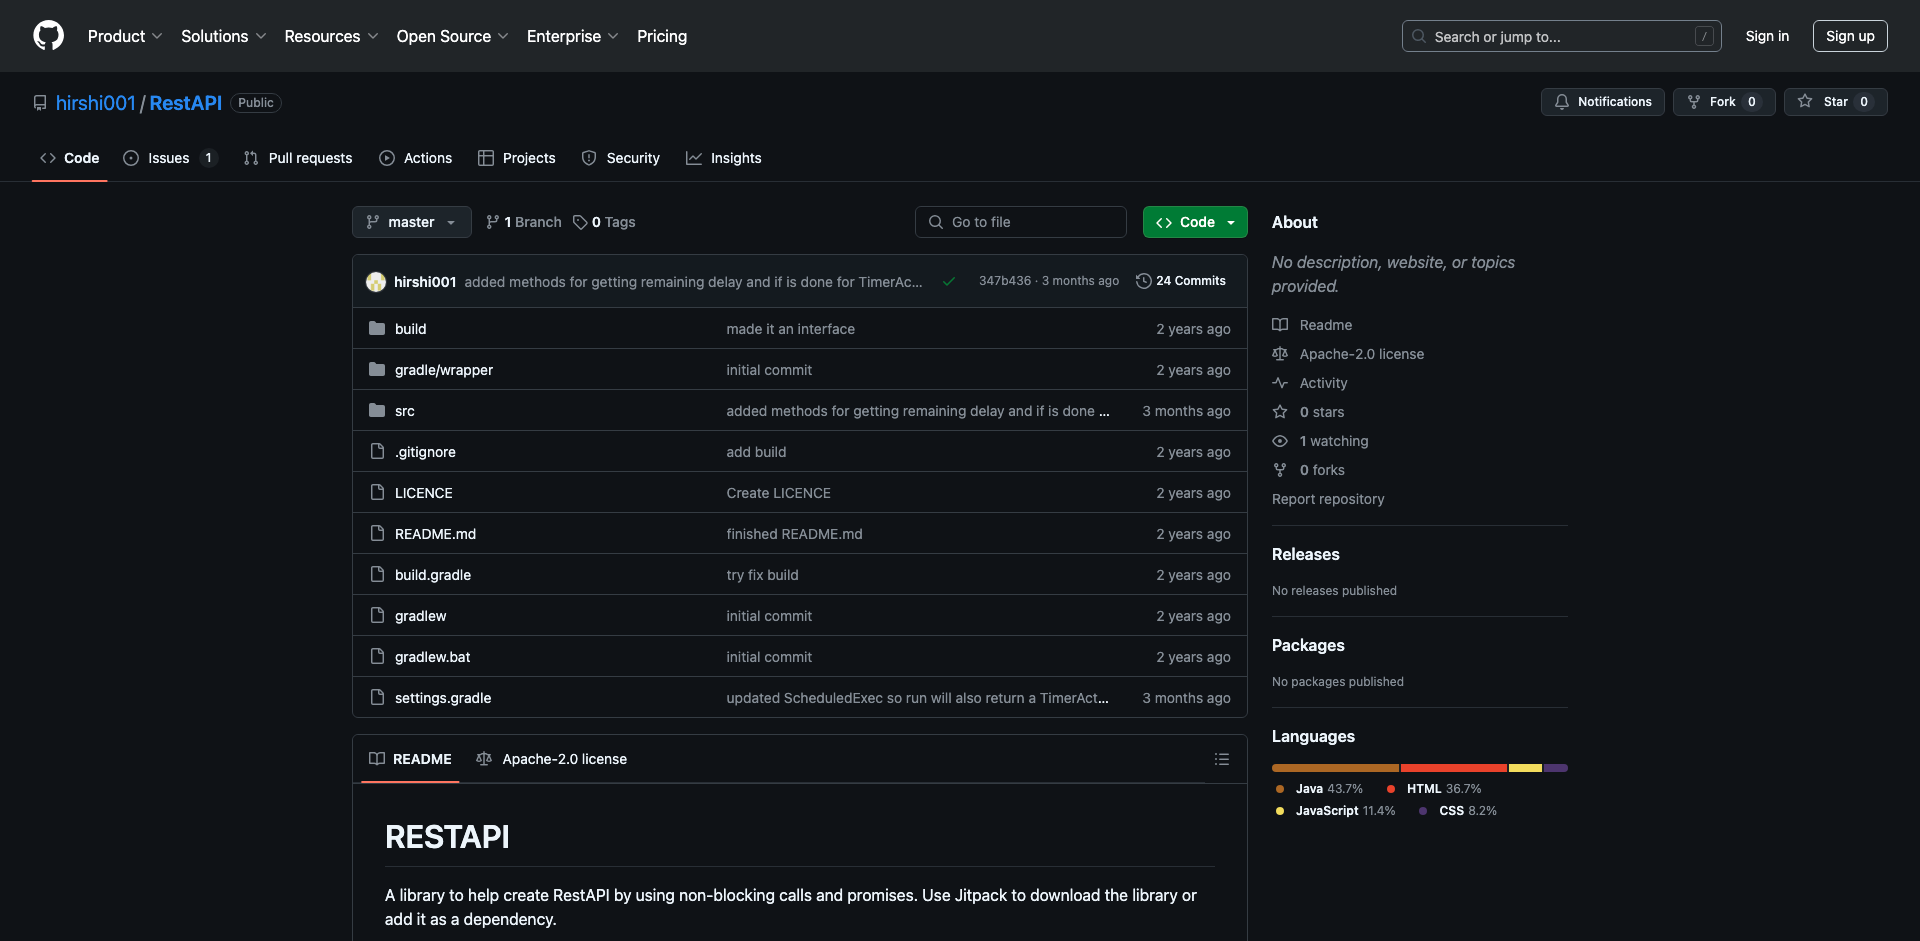 Product Solutions Resources Open Source Enterprise Pricing Search or jump to... / Sign in Sign up
hirshi001/RestAPI Public Notifications Fork 0 Star 0
Code Issues 1 Pull requests Actions Projects Security Insights
master 1 Branch 0 Tags Go to file Code
hirshi001 added methods for getting remaining delay and if is done for TimerAc... 347b436 · 3 months ago 24 Commits
build made it an interface 2 years ago
gradle/wrapper initial commit 2 years ago
src added methods for getting remaining delay and if is done ... 3 months ago
.gitignore add build 2 years ago
LICENCE Create LICENCE 2 years ago
README.md finished README.md 2 years ago
build.gradle try fix build 2 years ago
gradlew initial commit 2 years ago
gradlew.bat initial commit 2 years ago
settings.gradle updated ScheduledExec so run will also return a TimerAct... 3 months ago
README Apache-2.0 license
RESTAPI
A library to help create RestAPI by using non-blocking calls and promises. Use Jitpack to download the library or
add it as a dependency.
About
No description, website, or topics
provided.
Readme
Apache-2.0 license
Activity
0 stars
1 watching
0 forks
Report repository
Releases
No releases published
Packages
No packages published
Languages
Java 43.7% HTML 36.7%
JavaScript 11.4% CSS 8.2%